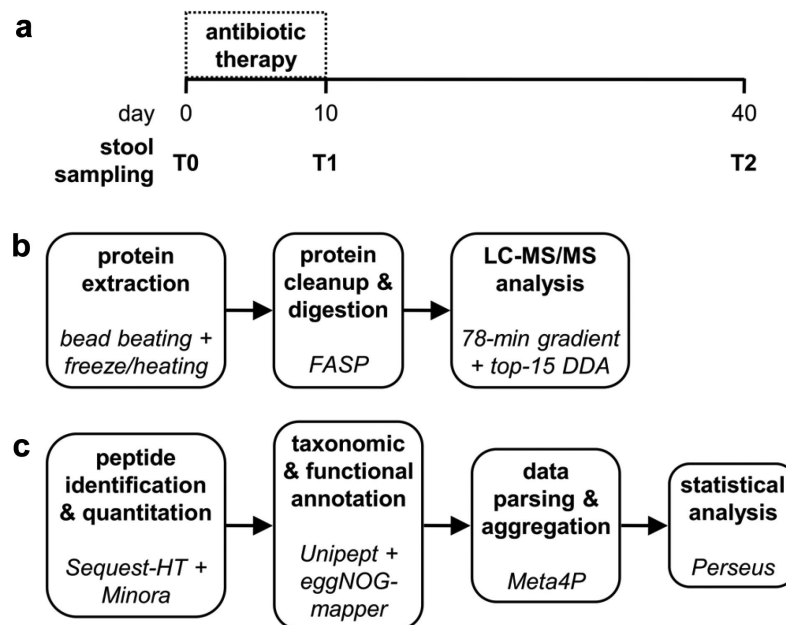 a
antibiotic
therapy
day 0 10 40
stool
sampling T0 T1 T2
b
protein
extraction
bead beating +
freeze/heating
protein
cleanup &
digestion
FASP
LC-MS/MS
analysis
78-min gradient
+ top-15 DDA
c
peptide
identification
& quantitation
Sequest-HT +
Minora
taxonomic
& functional
annotation
Unipept +
eggNOG-
mapper
data
parsing &
aggregation
Meta4P
statistical
analysis
Perseus